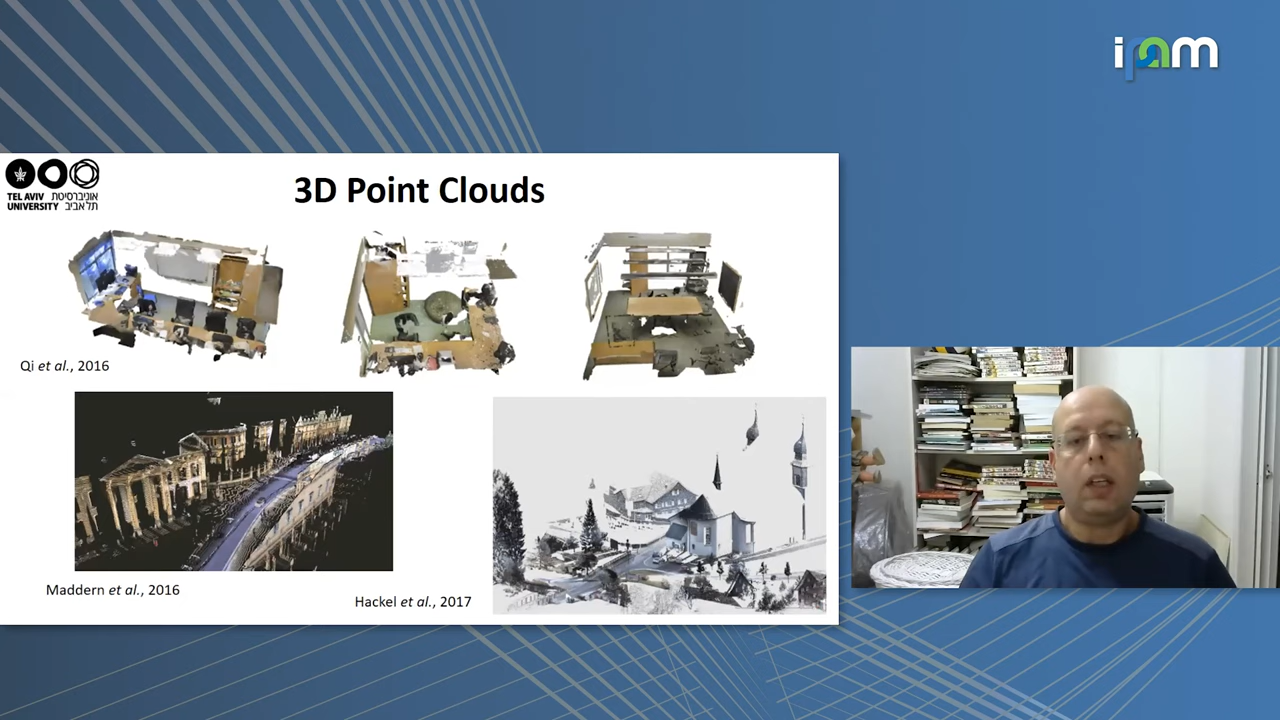 ipam
TEL AVIV אוניברסיטת
UNIVERSITY תל אביב
3D Point Clouds
Qi et al., 2016
Maddern et al., 2016
Hackel et al., 2017